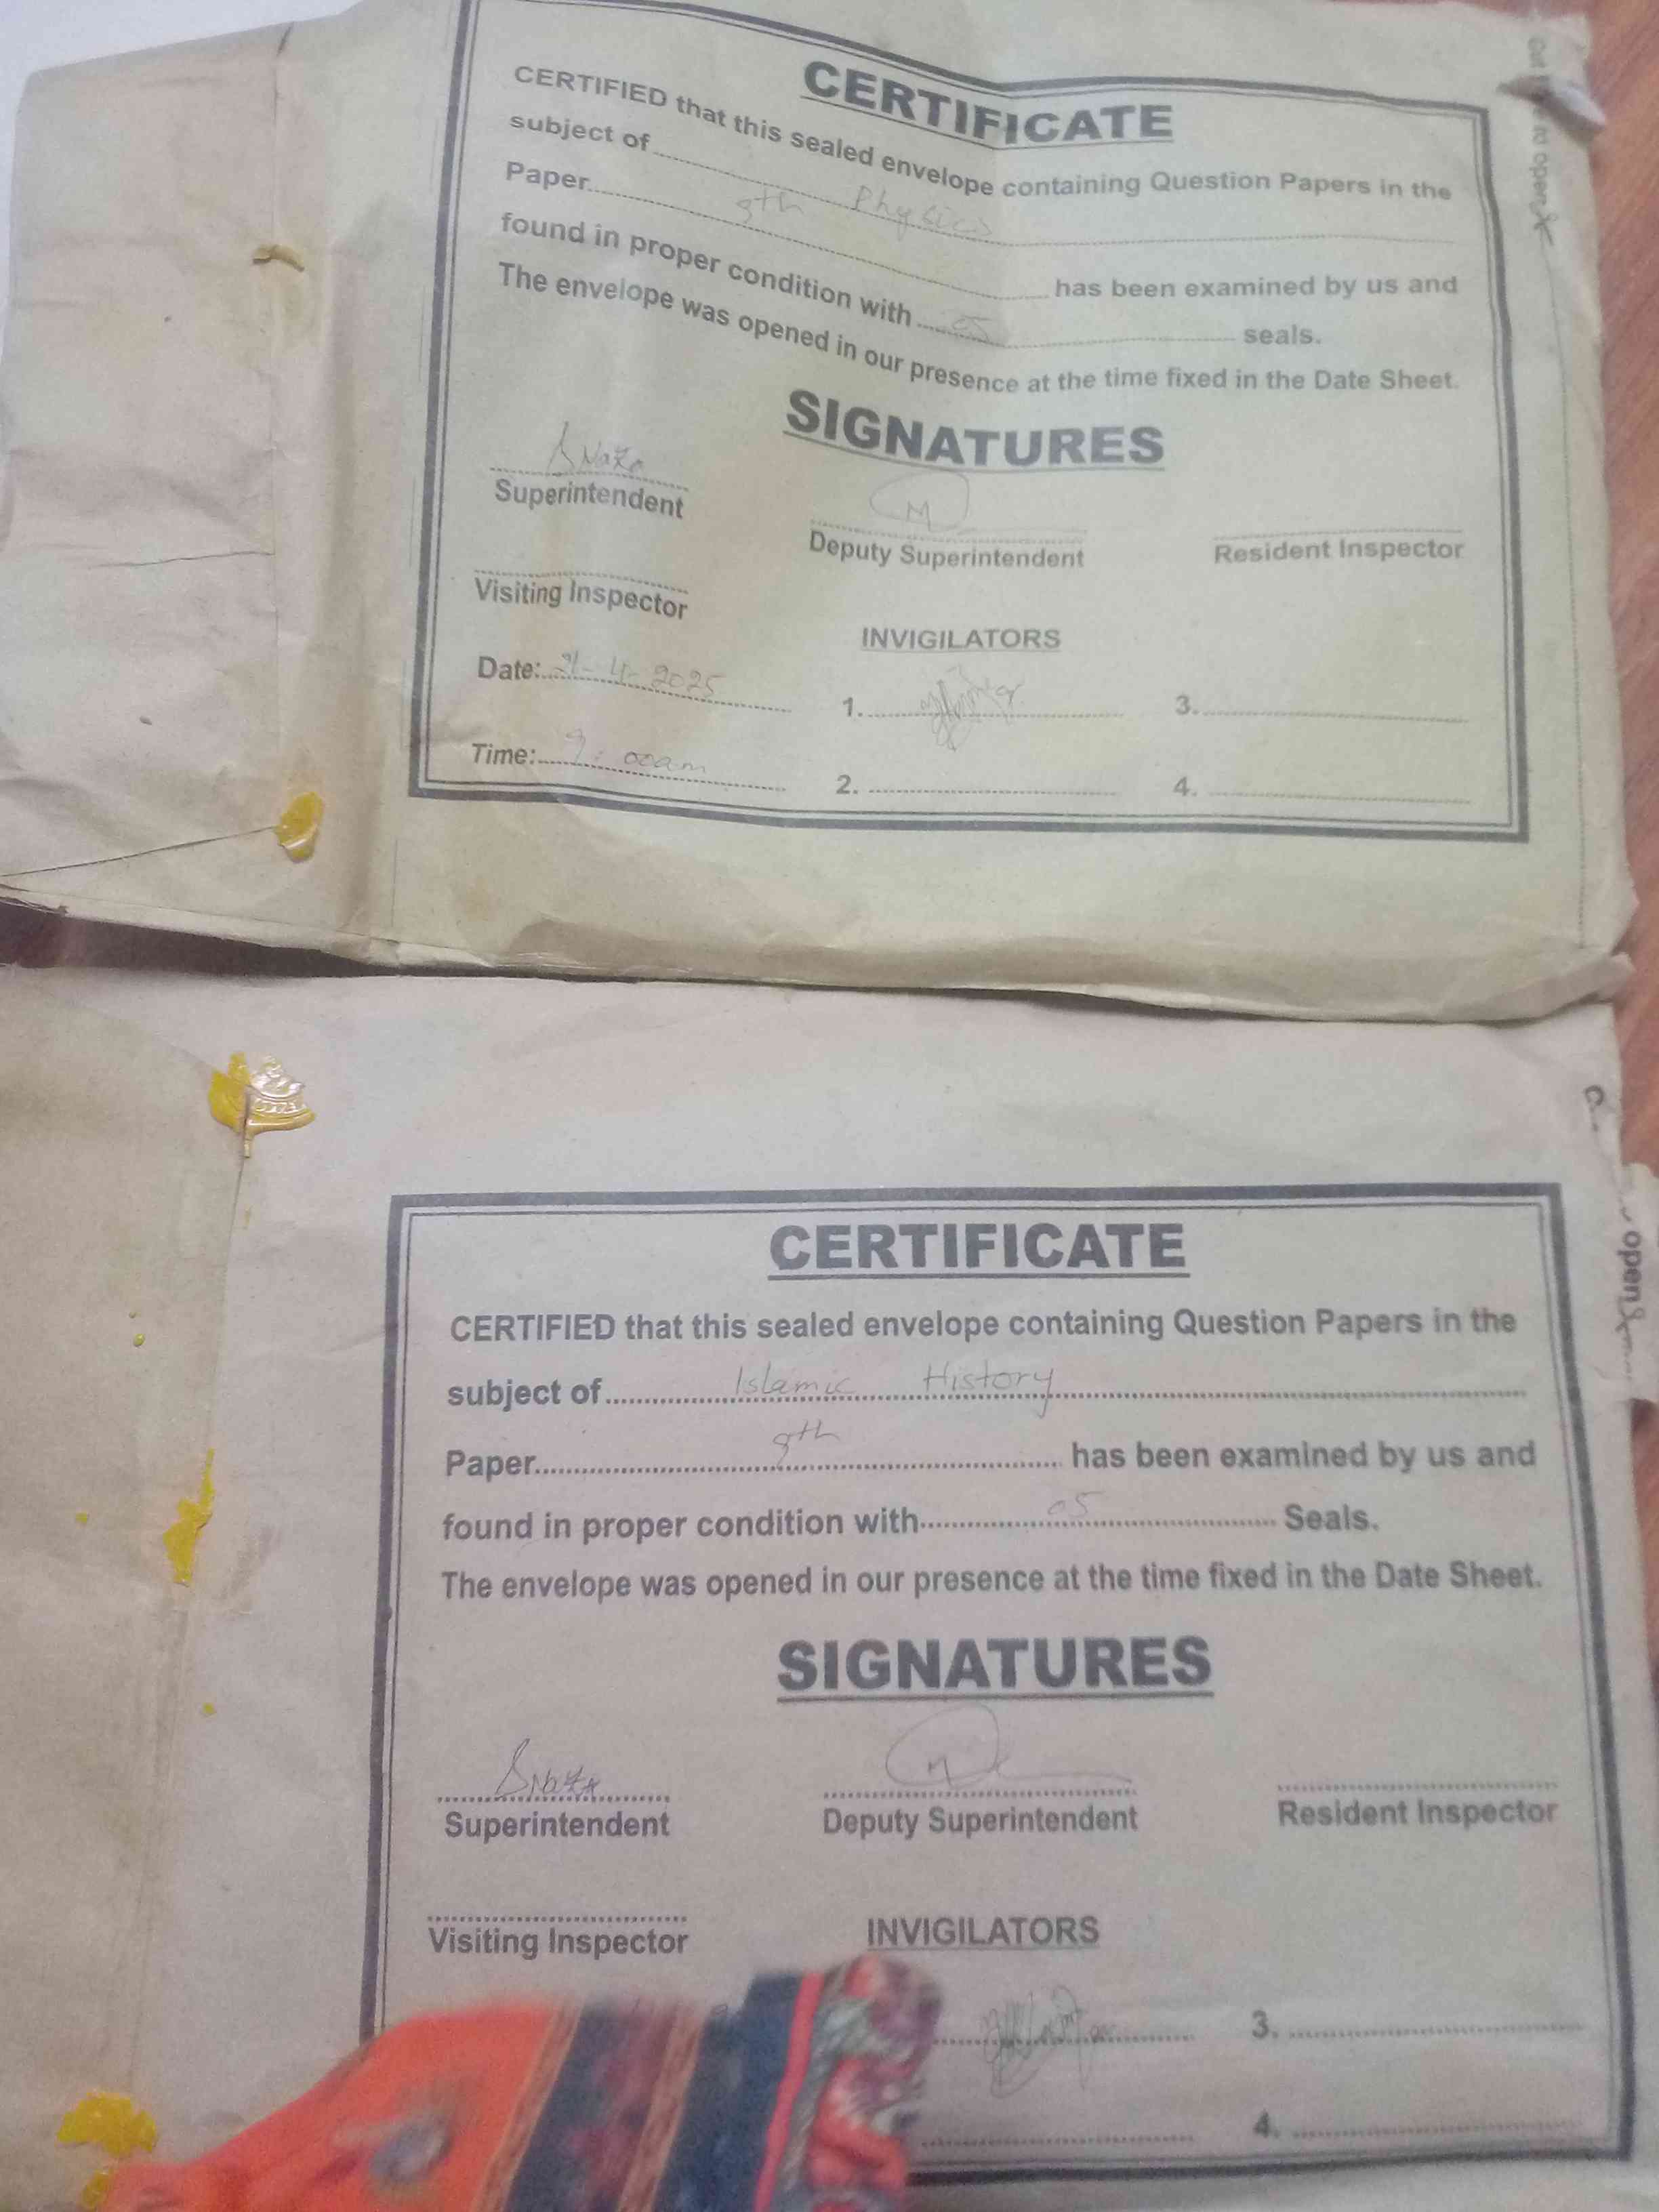 CERTIFICATE
CERTIFIED that this sealed envelope containing Question Papers in the
subject of Physics
Paper 9th has been examined by us and
found in proper condition with 05 seals.
The envelope was opened in our presence at the time fixed in the Date Sheet.
SIGNATURES
Superintendent
Deputy Superintendent
Resident Inspector
Visiting Inspector
INVIGILATORS
Date: 21-4-2025
1.
3.
Time: 9:00am
2.
4.
to open
CERTIFICATE
CERTIFIED that this sealed envelope containing Question Papers in the
subject of Islamic History
Paper 9th has been examined by us and
found in proper condition with 05 Seals.
The envelope was opened in our presence at the time fixed in the Date Sheet.
SIGNATURES
Superintendent
Deputy Superintendent
Resident Inspector
Visiting Inspector
INVIGILATORS
3.
4.
open